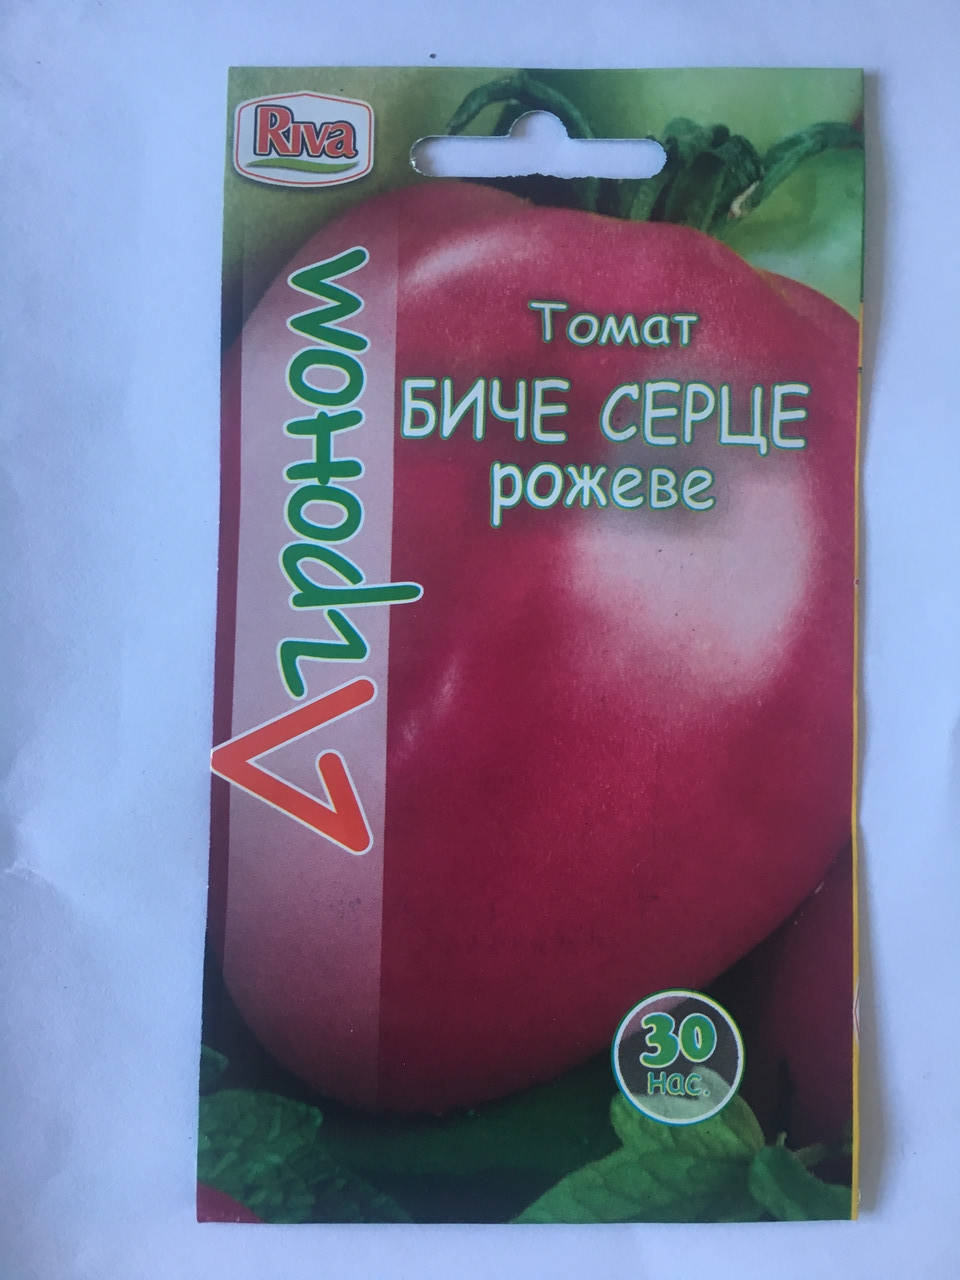 Riva
Агроном
Томат
БИЧЕ СЕРЦЕ
рожеве
30
нас.